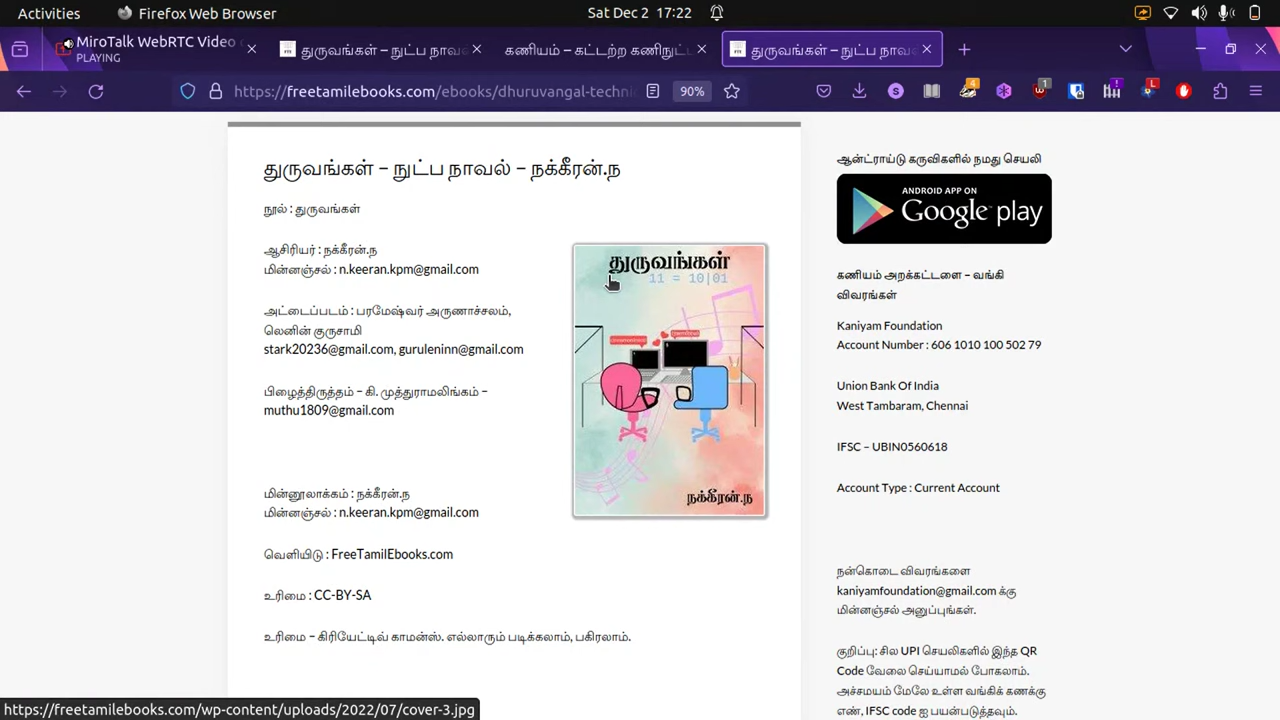 Activities
Firefox Web Browser
Sat Dec 2 17:22
MiroTalk WebRTC Video
PLAYING
துருவங்கள் – நுட்ப நாவ
கணியம் – கட்டற்ற கணிநுட்
துருவங்கள் – நுட்ப நாவ
https://freetamilebooks.com/ebooks/dhuruvangal-techni
90%
துருவங்கள் – நுட்ப நாவல் – நக்கீரன்.ந
நூல் : துருவங்கள்
ஆசிரியர் : நக்கீரன்.ந
மின்னஞ்சல் : n.keeran.kpm@gmail.com
அட்டைப்படம் : பரமேஷ்வர் அருணாச்சலம்,
லெனின் குருசாமி
stark20236@gmail.com, guruleninn@gmail.com
பிழைத்திருத்தம் – கி. முத்துராமலிங்கம் –
muthu1809@gmail.com
மின்னூலாக்கம் : நக்கீரன்.ந
மின்னஞ்சல் : n.keeran.kpm@gmail.com
வெளியிடு : FreeTamilEbooks.com
உரிமை : CC-BY-SA
உரிமை – கிரியேட்டிவ் காமன்ஸ். எல்லாரும் படிக்கலாம், பகிரலாம்.
துருவங்கள்
11 = 10|01
நக்கீரன்.ந
ஆன்ட்ராய்டு கருவிகளில் நமது செயலி
ANDROID APP ON
Google play
கணியம் அறக்கட்டளை – வங்கி
விவரங்கள்
Kaniyam Foundation
Account Number : 606 1010 100 502 79
Union Bank Of India
West Tambaram, Chennai
IFSC – UBIN0560618
Account Type : Current Account
நன்கொடை விவரங்களை
kaniyamfoundation@gmail.com க்கு
மின்னஞ்சல் அனுப்புங்கள்.
குறிப்பு: சில UPI செயலிகளில் இந்த QR
Code வேலை செய்யாமல் போகலாம்.
அச்சமயம் மேலே உள்ள வங்கிக் கணக்கு
எண், IFSC code ஐ பயன்படுத்தவும்.
https://freetamilebooks.com/wp-content/uploads/2022/07/cover-3.jpg